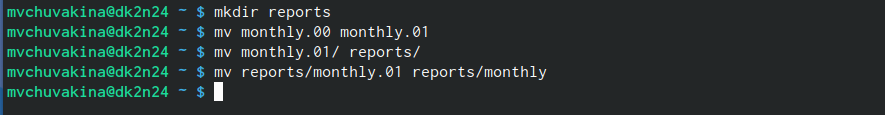 mvchuvakina@dk2n24 ~ $ mkdir reports
mvchuvakina@dk2n24 ~ $ mv monthly.00 monthly.01
mvchuvakina@dk2n24 ~ $ mv monthly.01/ reports/
mvchuvakina@dk2n24 ~ $ mv reports/monthly.01 reports/monthly
mvchuvakina@dk2n24 ~ $